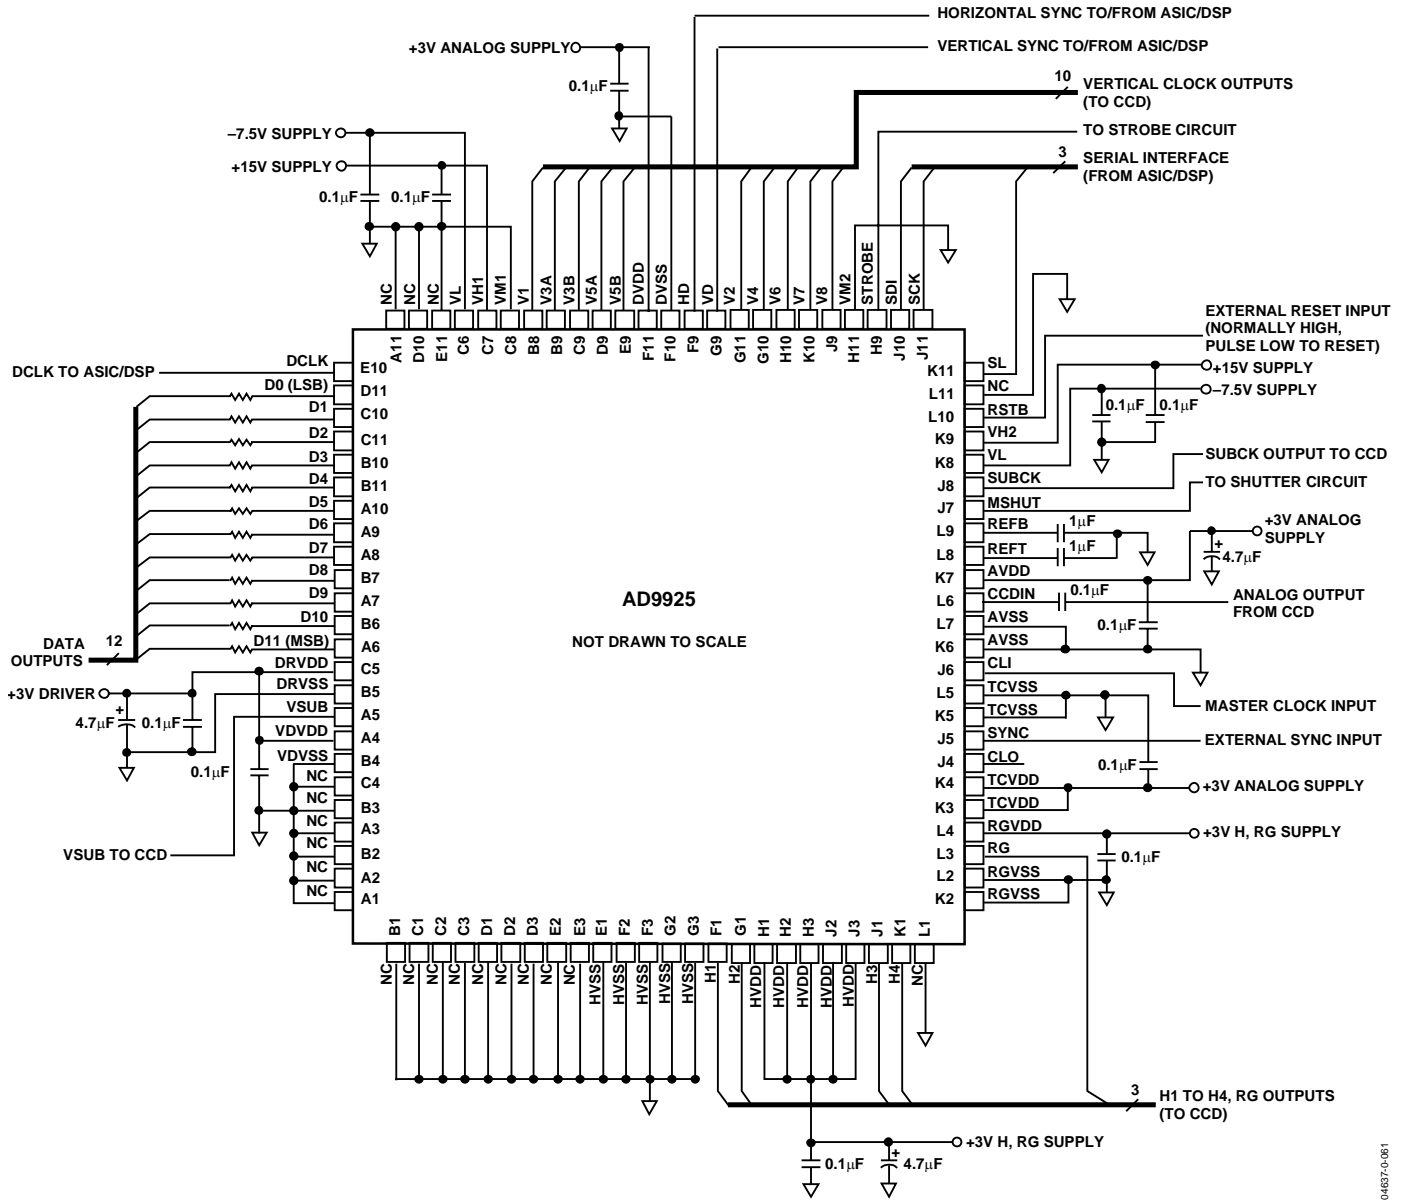 HORIZONTAL SYNC TO/FROM ASIC/DSP
+3V ANALOG SUPPLY
VERTICAL SYNC TO/FROM ASIC/DSP
0.1μF
10
VERTICAL CLOCK OUTPUTS
(TO CCD)
–7.5V SUPPLY
TO STROBE CIRCUIT
+15V SUPPLY
3
SERIAL INTERFACE
(FROM ASIC/DSP)
0.1μF
0.1μF
NC
NC
NC
VL
VH1
VM1
V1
V3A
V3B
V5A
V5B
DVDD
DVSS
HD
VD
V2
V4
V6
V7
V8
VM2
STROBE
SDI
SCK
A11
D10
E11
C6
C7
C8
B8
B9
C9
D9
E9
F11
F10
F9
G9
G11
G10
H10
K10
J9
H11
H9
J10
J11
EXTERNAL RESET INPUT
(NORMALLY HIGH,
PULSE LOW TO RESET)
+15V SUPPLY
–7.5V SUPPLY
0.1μF
0.1μF
SUBCK OUTPUT TO CCD
TO SHUTTER CIRCUIT
+3V ANALOG
SUPPLY
4.7μF
+
1μF
1μF
0.1μF
ANALOG OUTPUT
FROM CCD
0.1μF
MASTER CLOCK INPUT
EXTERNAL SYNC INPUT
0.1μF
+3V ANALOG SUPPLY
+3V H, RG SUPPLY
0.1μF
K11 SL
L11 NC
L10 RSTB
K9 VH2
K8 VL
J8 SUBCK
J7 MSHUT
L9 REFB
L8 REFT
K7 AVDD
L6 CCDIN
L7 AVSS
K6 AVSS
J6 CLI
L5 TCVSS
K5 TCVSS
J5 SYNC
J4 CLO
K4 TCVDD
K3 TCVDD
L4 RGVDD
L3 RG
L2 RGVSS
K2 RGVSS
AD9925
NOT DRAWN TO SCALE
DCLK TO ASIC/DSP
DCLK E10
D0 (LSB) D11
D1 C10
D2 C11
D3 B10
D4 B11
D5 A10
D6 A9
D7 A8
D8 B7
D9 A7
D10 B6
D11 (MSB) A6
DATA
OUTPUTS
12
DRVDD C5
DRVSS B5
VSUB A5
VDVDD A4
VDVSS B4
NC C4
NC B3
NC A3
NC B2
NC A2
NC A1
+3V DRIVER
4.7μF
+
0.1μF
0.1μF
VSUB TO CCD
B1
C1
C2
C3
D1
D2
D3
E2
E3
E1
F2
F3
G2
G3
F1
G1
H1
H2
H3
J2
J3
J1
K1
L1
NC
NC
NC
NC
NC
NC
NC
NC
NC
HVSS
HVSS
HVSS
HVSS
HVSS
H1
H2
HVDD
HVDD
HVDD
HVDD
HVDD
H3
H4
NC
3
H1 TO H4, RG OUTPUTS
(TO CCD)
+3V H, RG SUPPLY
0.1μF
+
4.7μF
04637-0-061